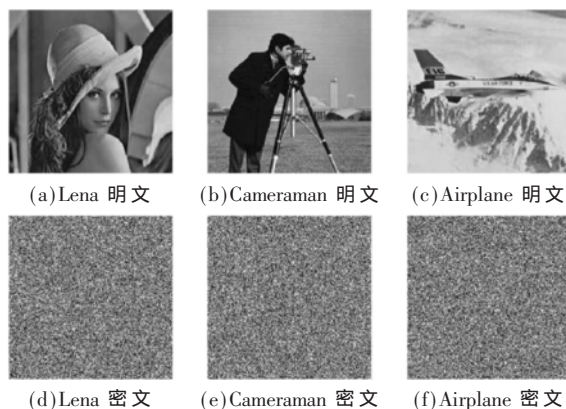 (a)Lena 明文
(b)Cameraman 明文
(c)Airplane 明文
(d)Lena 密文
(e)Cameraman 密文
(f)Airplane 密文